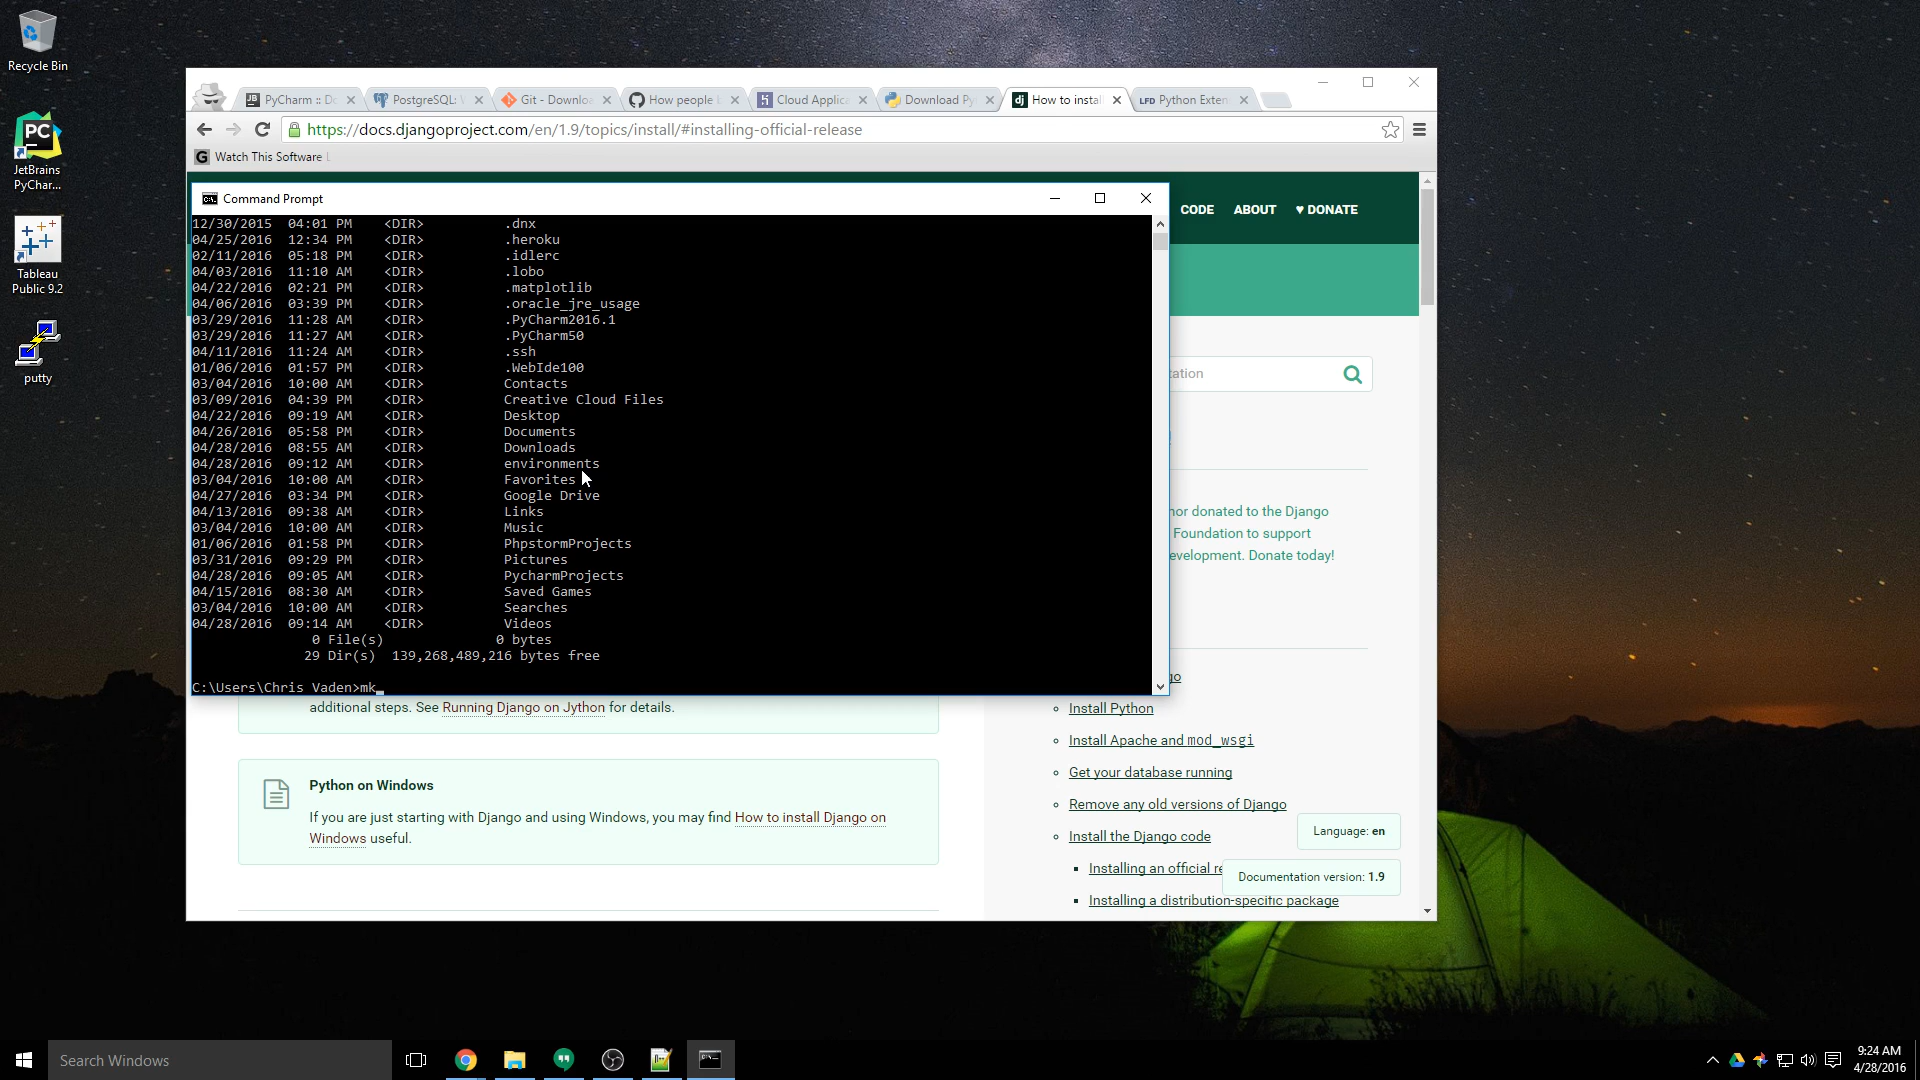 Recycle Bin
JetBrains
PyChar...
Tableau
Public 9.2
putty
PyCharm :: Do
PostgreSQL:
Git - Downloa
How people
Cloud Applica
Download Py
How to instal
LFD Python Exten
https://docs.djangoproject.com/en/1.9/topics/install/#installing-official-release
G Watch This Software
CODE ABOUT ♥ DONATE
Command Prompt
12/30/2015 04:01 PM <DIR> .dnx
04/25/2016 12:34 PM <DIR> .heroku
02/11/2016 05:18 PM <DIR> .idlerc
04/03/2016 11:10 AM <DIR> .lobo
04/22/2016 02:21 PM <DIR> .matplotlib
04/06/2016 03:39 PM <DIR> .oracle_jre_usage
03/29/2016 11:28 AM <DIR> .PyCharm2016.1
03/29/2016 11:27 AM <DIR> .PyCharm50
04/11/2016 11:24 AM <DIR> .ssh
01/06/2016 01:57 PM <DIR> .WebIde100
03/04/2016 10:00 AM <DIR> Contacts
03/09/2016 04:39 PM <DIR> Creative Cloud Files
04/22/2016 09:19 AM <DIR> Desktop
04/26/2016 05:58 PM <DIR> Documents
04/28/2016 08:55 AM <DIR> Downloads
04/28/2016 09:12 AM <DIR> environments
03/04/2016 10:00 AM <DIR> Favorites
04/27/2016 03:34 PM <DIR> Google Drive
04/13/2016 09:38 AM <DIR> Links
03/04/2016 10:00 AM <DIR> Music
01/06/2016 01:58 PM <DIR> PhpstormProjects
03/31/2016 09:29 PM <DIR> Pictures
04/28/2016 09:05 AM <DIR> PycharmProjects
04/15/2016 08:30 AM <DIR> Saved Games
03/04/2016 10:00 AM <DIR> Searches
04/28/2016 09:14 AM <DIR> Videos
0 File(s) 0 bytes
29 Dir(s) 139,268,489,216 bytes free
C:\Users\Chris Vaden>mk_
tation
nor donated to the Django
Foundation to support
evelopment. Donate today!
go
additional steps. See Running Django on Jython for details.
Python on Windows
If you are just starting with Django and using Windows, you may find How to install Django on
Windows useful.
Install Python
Install Apache and mod_wsgi
Get your database running
Remove any old versions of Django
Install the Django code
Installing an official re
Installing a distribution-specific package
Language: en
Documentation version: 1.9
Search Windows
9:24 AM
4/28/2016